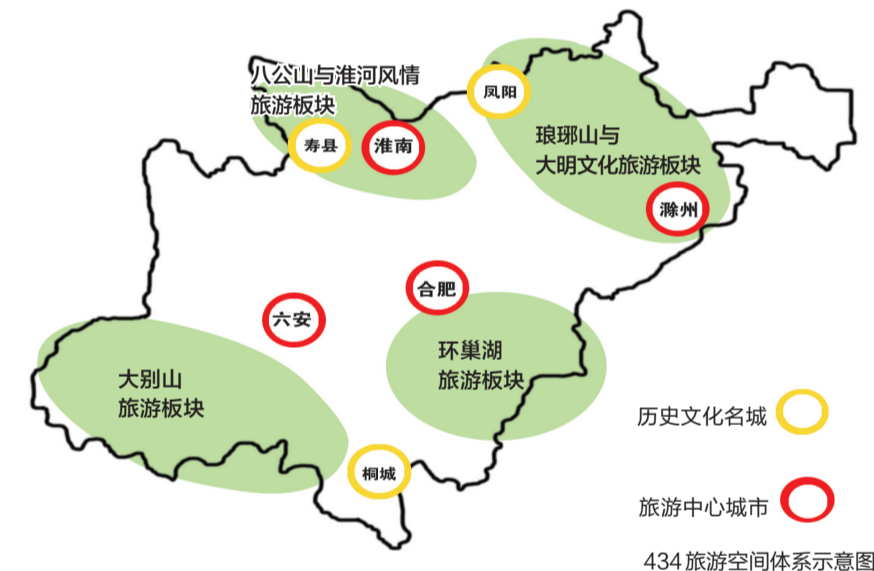 八公山与淮河风情
旅游板块
凤阳
寿县
淮南
琅琊山与
大明文化旅游板块
滁州
合肥
六安
环巢湖
旅游板块
大别山
旅游板块
桐城
历史文化名城
旅游中心城市
434旅游空间体系示意图